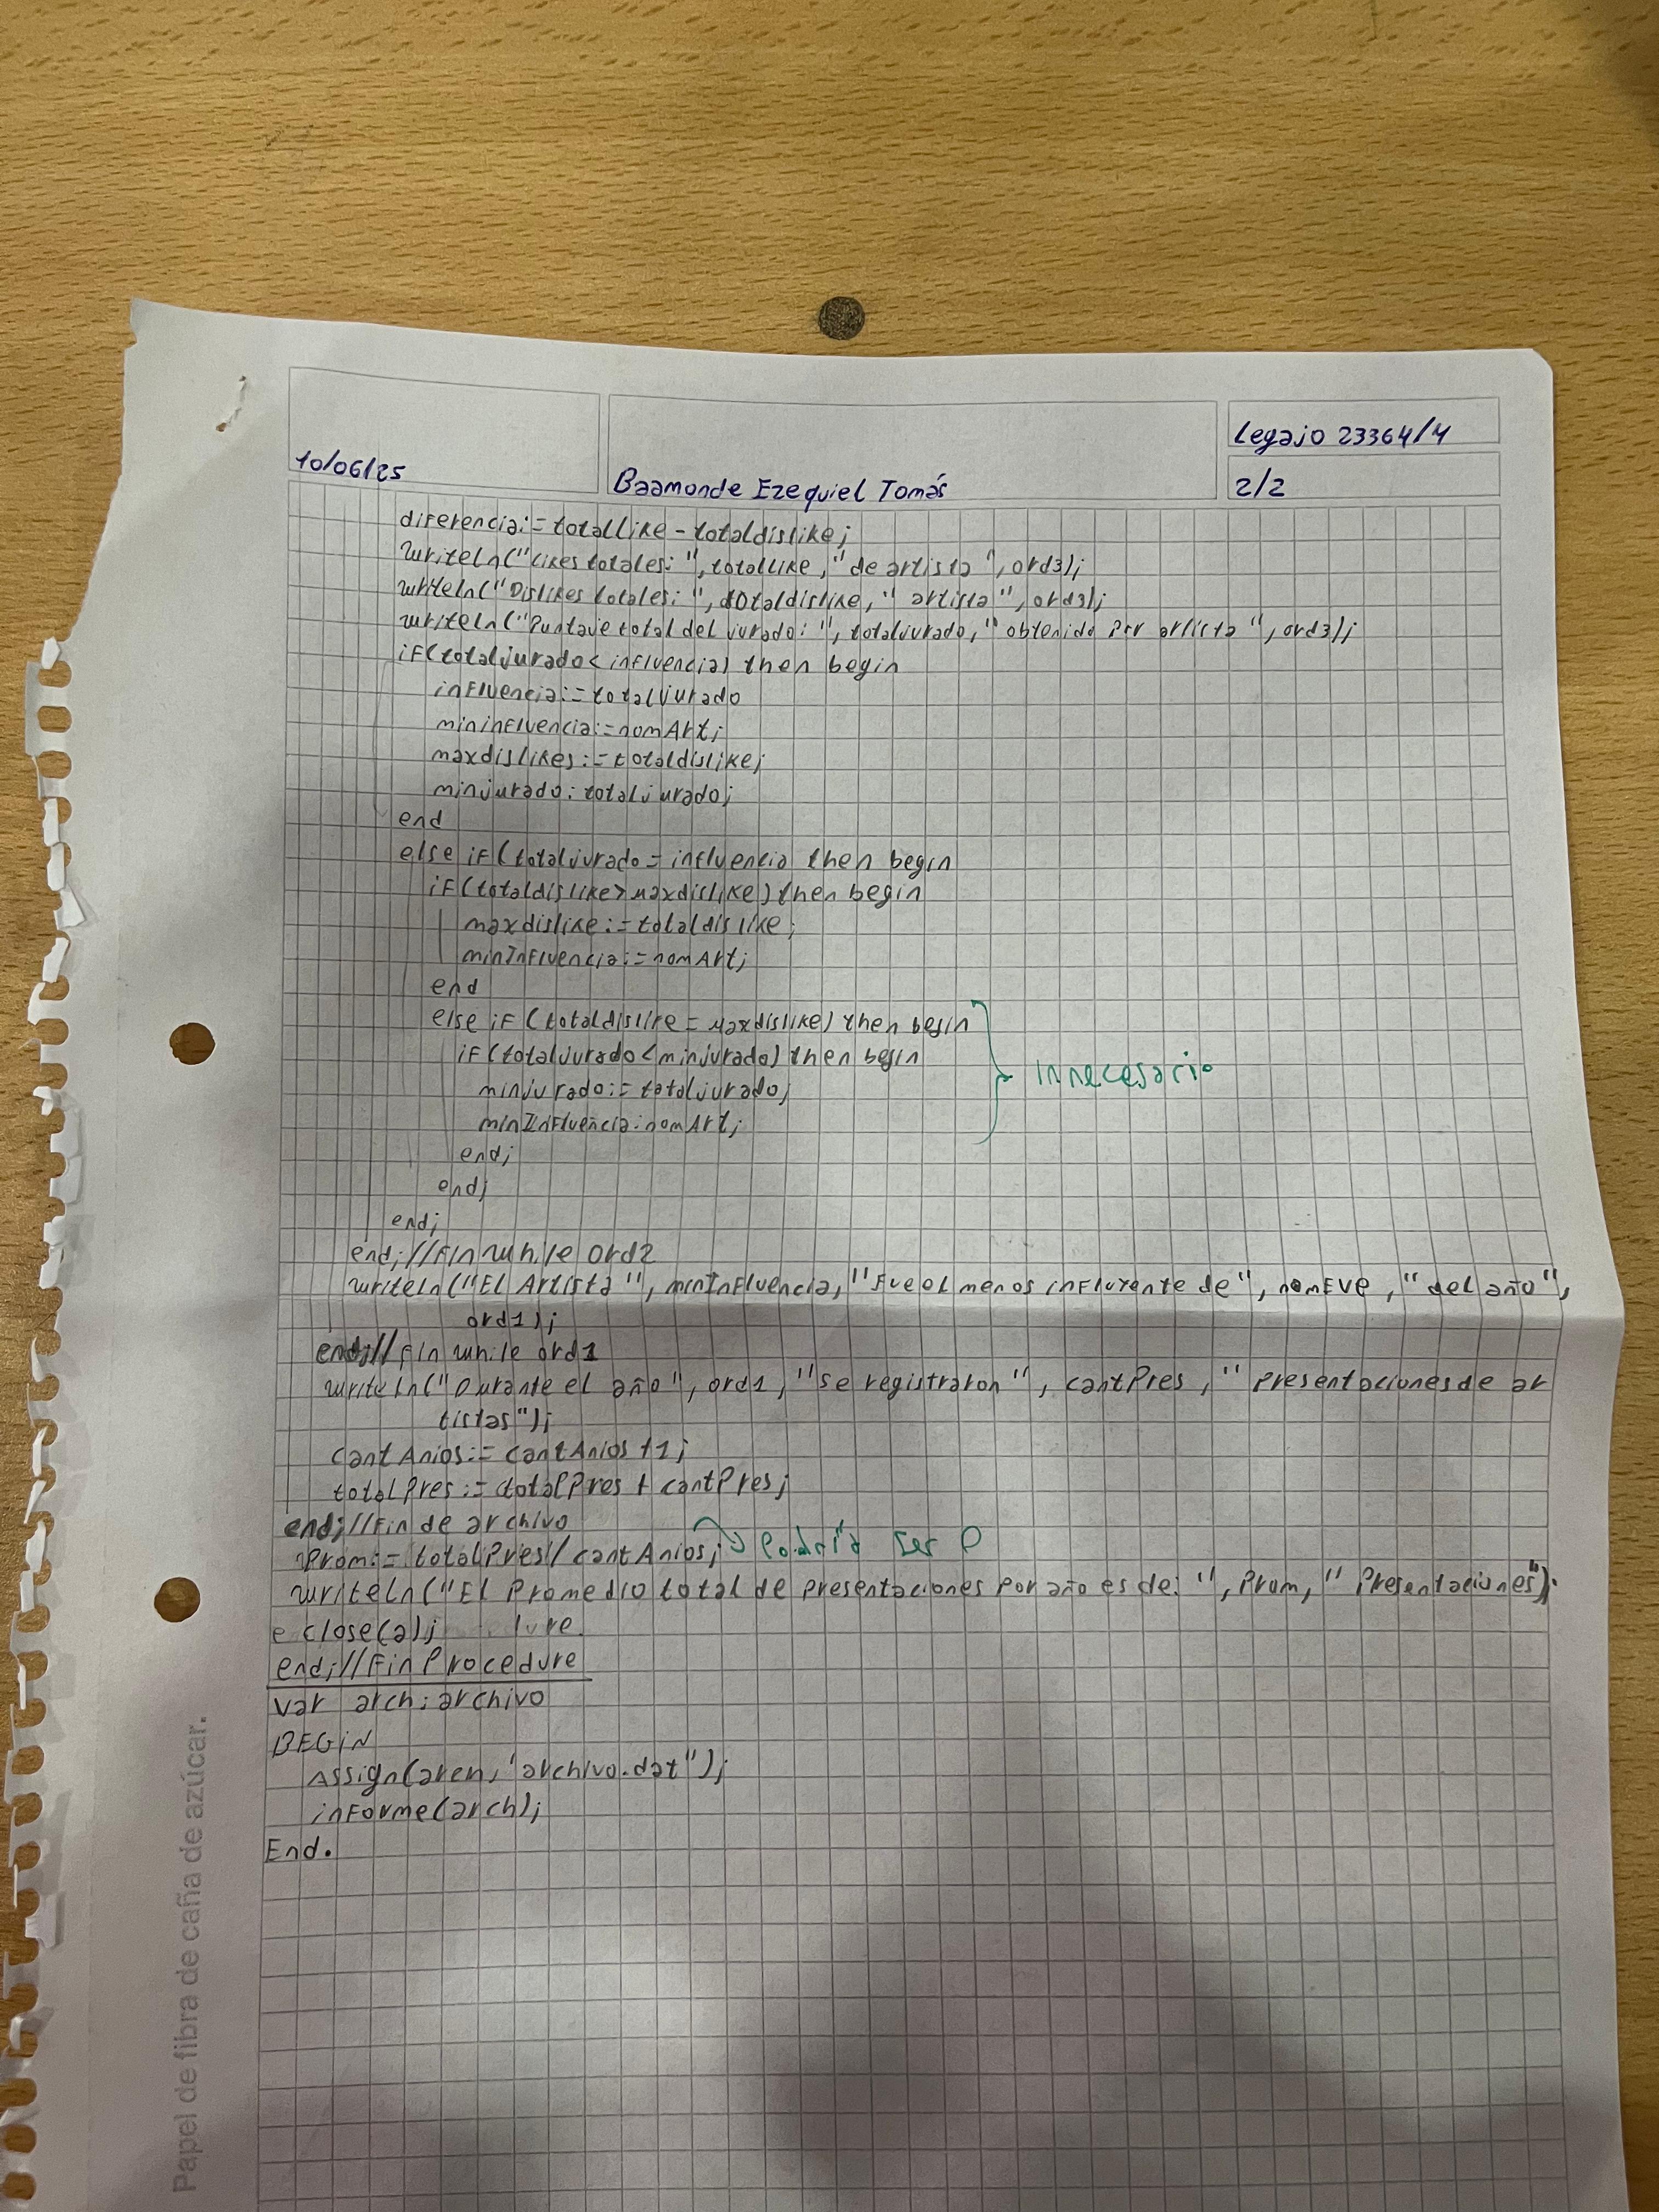 10/06/25
Baamonde Ezequiel Tomás
Legajo 23364/4
2/2
diferencia:=totalLike-totaldislike;
writeln("Likes totales: ",totalLike,"de artista",ord3);
writeln("Dislikes totales: ",totaldislike," artista",ord3);
writeln("Puntaje total del jurado: ",totaljurado," obtenido por artista",ord3);
if(totaljurado<influencia) then begin
influencia:=totaljurado
mininfluencia:=nomArt;
maxdislikes:=totaldislike;
minjurado:totaljurado;
end
else if(totaljurado=influencia then begin
if(totaldislike>maxdislike)then begin
maxdislike:=totaldislike;
minInfluencia:=nomArt;
end
else if (totaldislike=maxdislike) then begin
if(totaljurado<minjurado) then begin
minjurado:=totaljurado;
minInfluencia:nomArt;
end;
end;
innecesario
end;
end;//fin while ord2
writeln("El Artista",minInfluencia,"Fue el menos influyente de",nomEve,"del año",
ord1);
end;//fin while ord1
writeln("Durante el año",ord1,"se registraron",cantPres," presentaciones de ar
tistas");
cantAnios:=cantAnios+1;
totalPres:=totalPres+cantPres;
end;//Fin de archivo
Prom:=totalPres/cantAnios; Podría ser 0
writeln("El Promedio total de presentaciones por año es de: ",Prom," Presentaciones");
close(a);
end;//Fin Procedure
var arch:archivo
BEGIN
Assign(arch,'archivo.dat");
informe(arch);
End.
Papel de fibra de caña de azúcar.